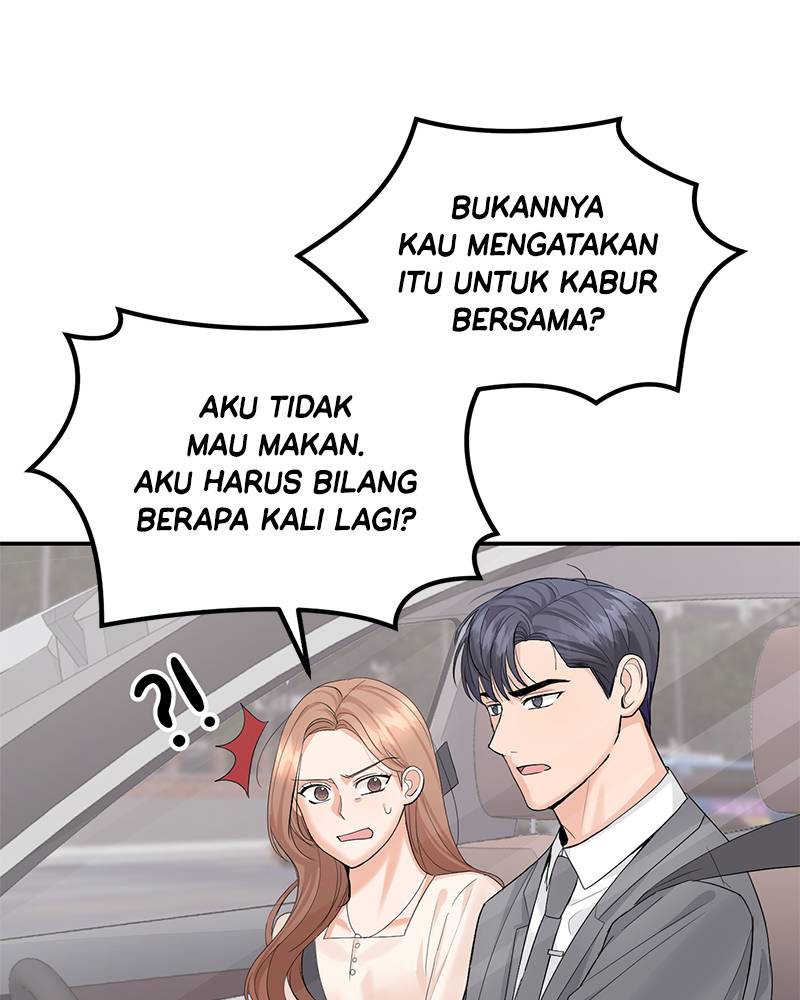 BUKANNYA
KAU MENGATAKAN
ITU UNTUK KABUR
BERSAMA?
AKU TIDAK
MAU MAKAN.
AKU HARUS BILANG
BERAPA KALI LAGI?
?!